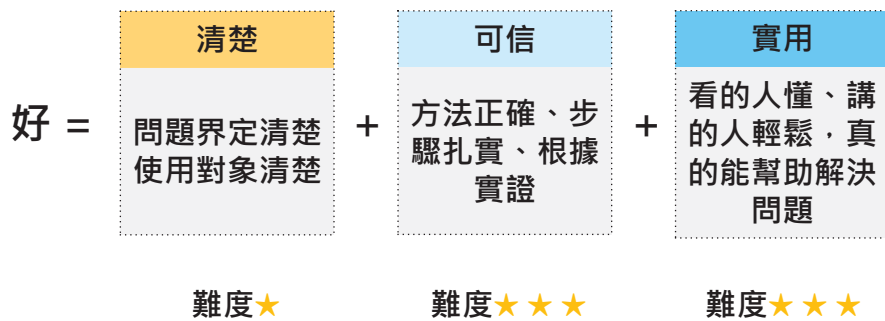 清楚
可信
實用
好 =
問題界定清楚
使用對象清楚
+
方法正確、步
驟扎實、根據
實證
+
看的人懂、講
的人輕鬆，真
的能幫助解決
問題
難度★
難度★★★
難度★★★